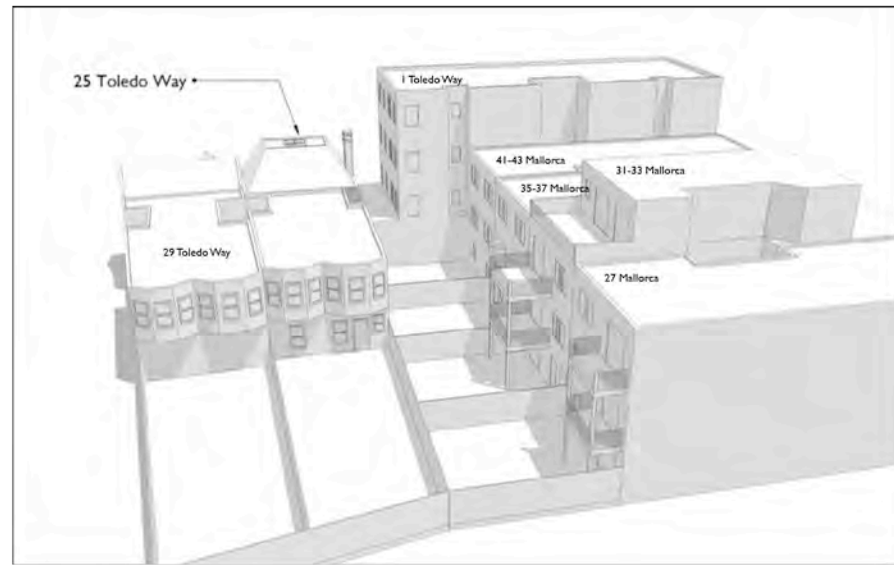 25 Toledo Way
1 Toledo Way
41-43 Mallorca
31-33 Mallorca
35-37 Mallorca
29 Toledo Way
27 Mallorca